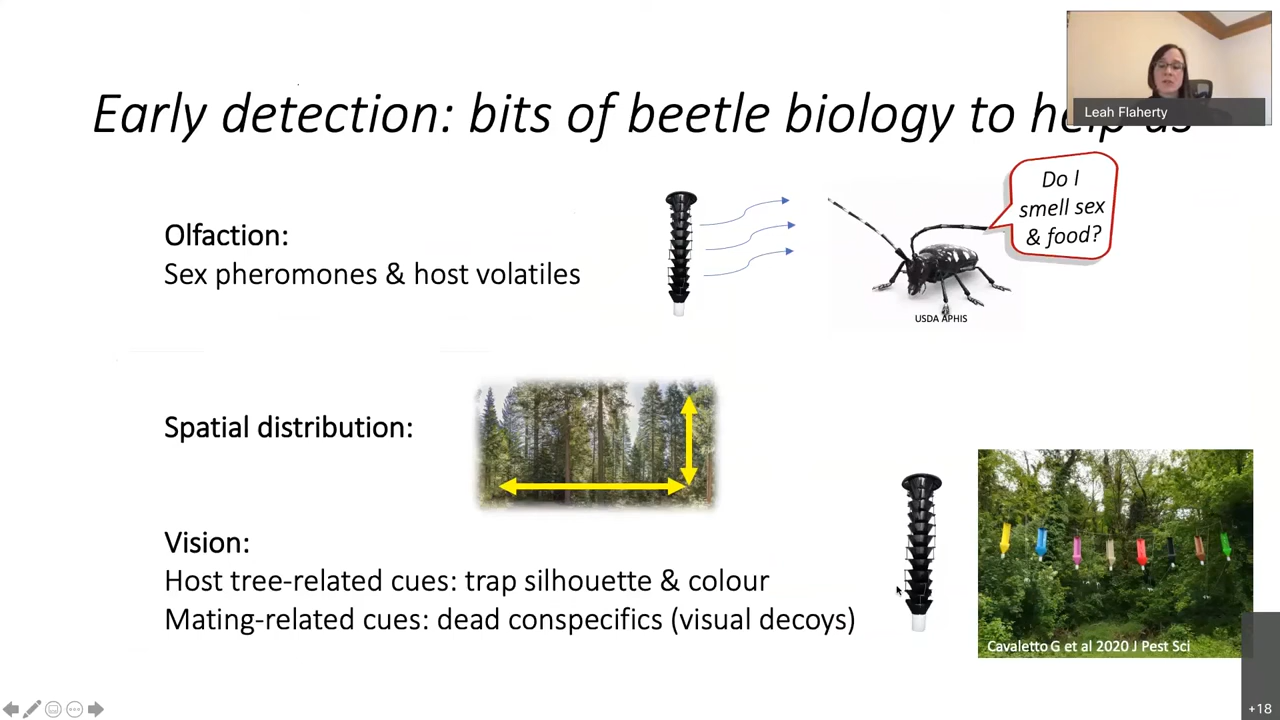 Early detection: bits of beetle biology to help us
Leah Flaherty
Do I
smell sex
& food?
Olfaction:
Sex pheromones & host volatiles
USDA APHIS
Spatial distribution:
Vision:
Host tree-related cues: trap silhouette & colour
Mating-related cues: dead conspecifics (visual decoys)
Cavaletto G et al 2020 J Pest Sci
+18